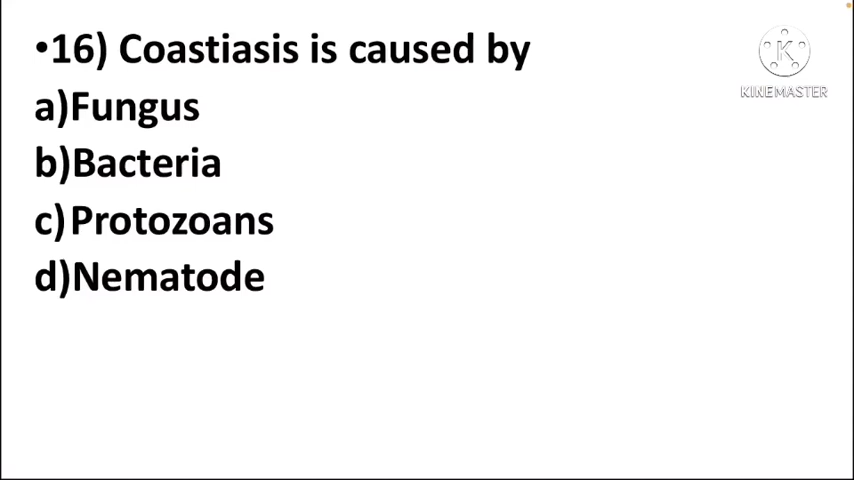 •16) Coastiasis is caused by
a)Fungus
b)Bacteria
c)Protozoans
d)Nematode
K
KINEMASTER